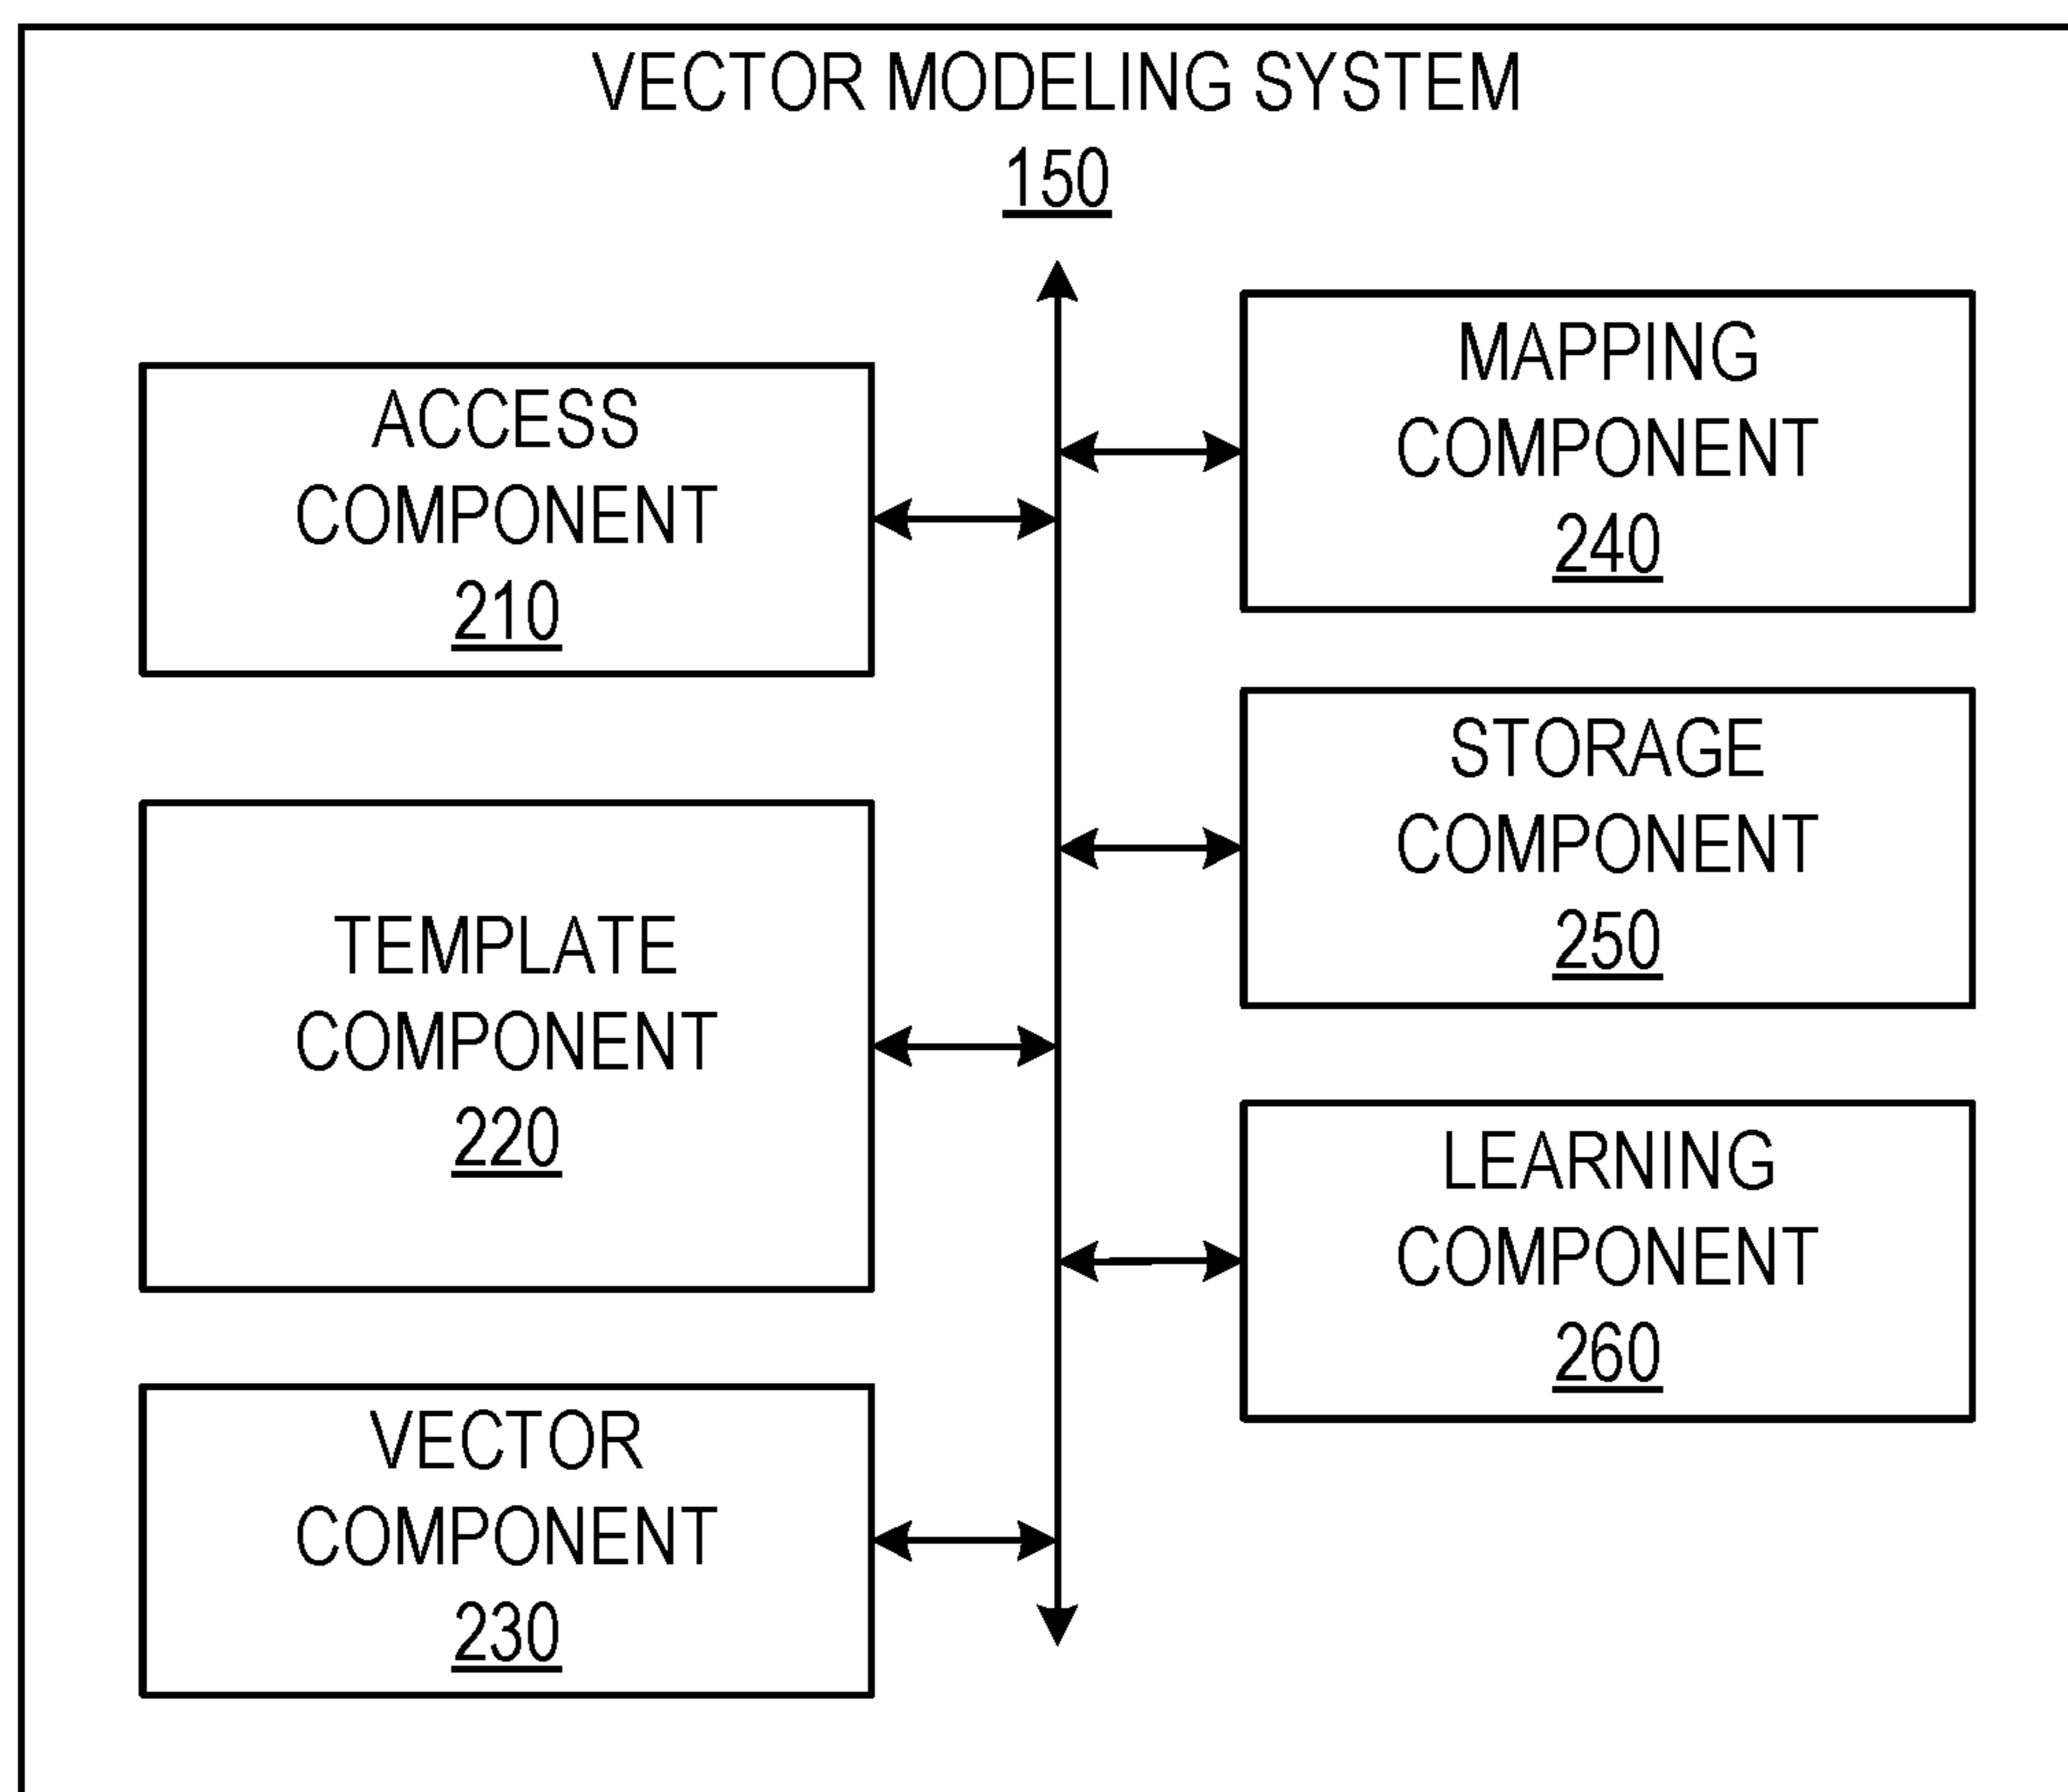 VECTOR MODELING SYSTEM
150
ACCESS
COMPONENT
210
TEMPLATE
COMPONENT
220
VECTOR
COMPONENT
230
MAPPING
COMPONENT
240
STORAGE
COMPONENT
250
LEARNING
COMPONENT
260